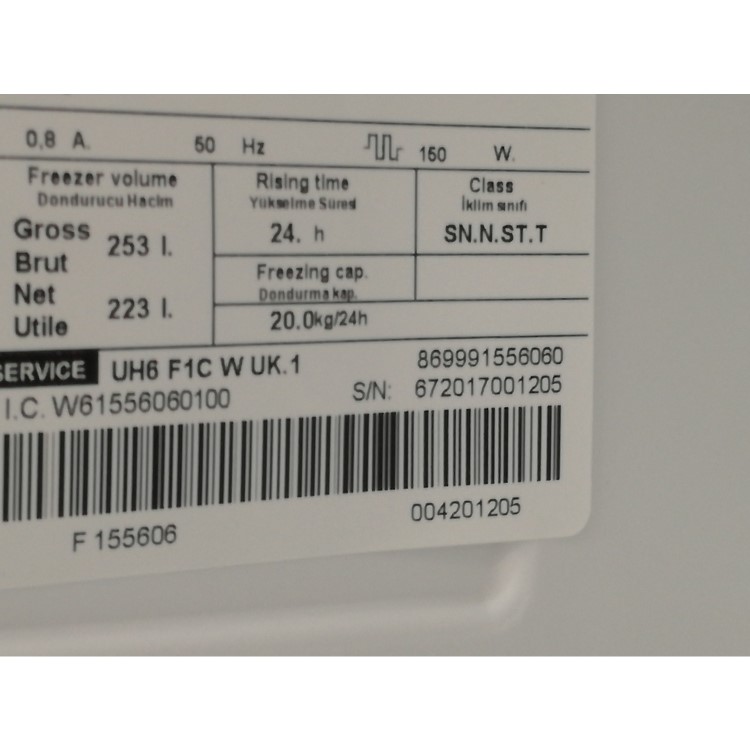 0,8 A. 50 Hz 150 W.
Freezer volume
Dondurucu Hacim
Gross 253 l.
Brut
Net 223 l.
Utile
Rising time
Yükselme Süresi
24. h
Freezing cap.
Dondurma kap.
20.0kg/24h
Class
İklim sınıfı
SN.N.ST.T
SERVICE UH6 F1C W UK.1 869991556060
I.C. W61556060100 S/N: 672017001205
F 155606 004201205